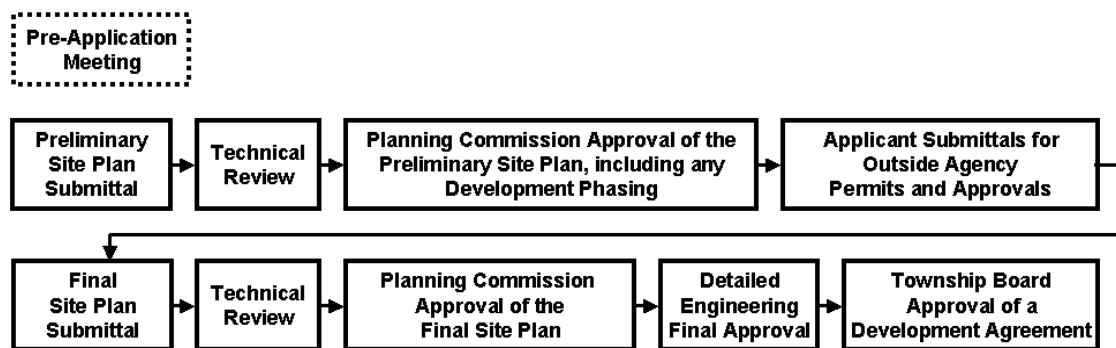 Pre-Application
Meeting
Preliminary
Site Plan
Submittal
Technical
Review
Planning Commission Approval of the
Preliminary Site Plan, including any
Development Phasing
Applicant Submittals for
Outside Agency
Permits and Approvals
Final
Site Plan
Submittal
Technical
Review
Planning Commission
Approval of the
Final Site Plan
Detailed
Engineering
Final Approval
Township Board
Approval of a
Development Agreement